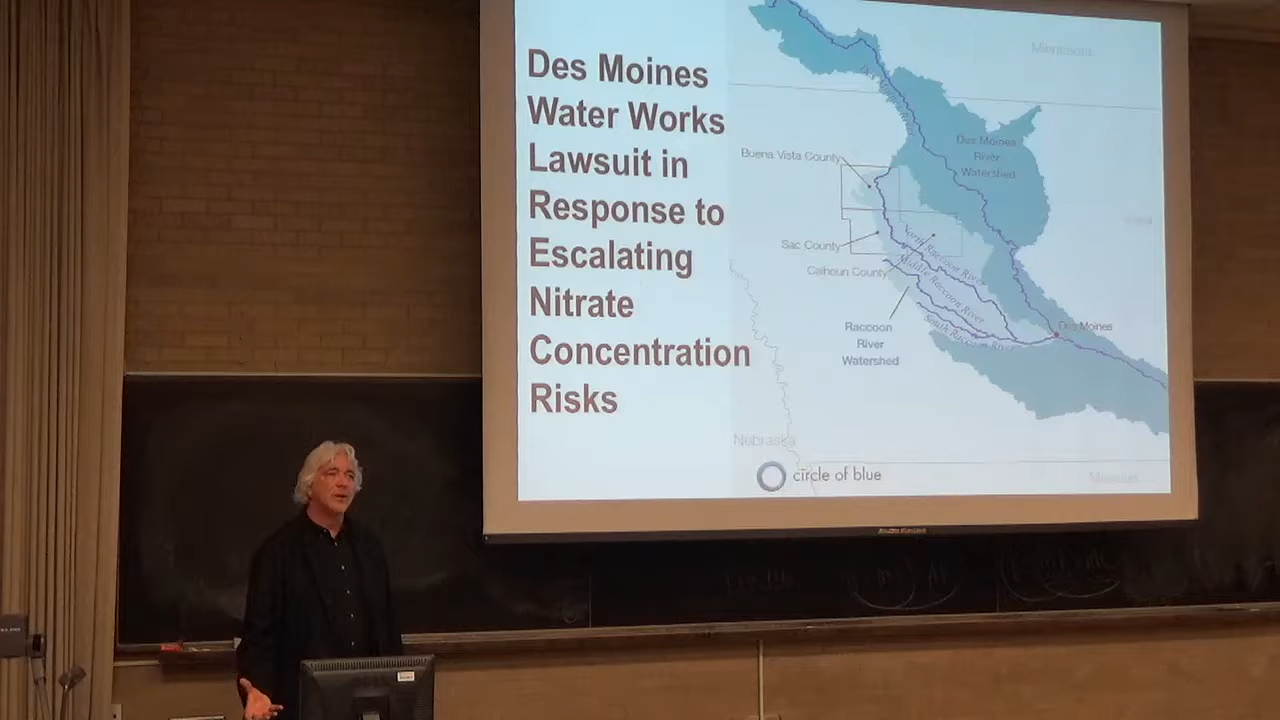 Des Moines
Water Works
Lawsuit in
Response to
Escalating
Nitrate
Concentration
Risks
Minnesota
Des Moines
River
Watershed
Buena Vista County
Sac County
Calhoun County
North Raccoon River
Middle Raccoon River
South Raccoon River
Raccoon
River
Watershed
Des Moines
Nebraska
circle of blue